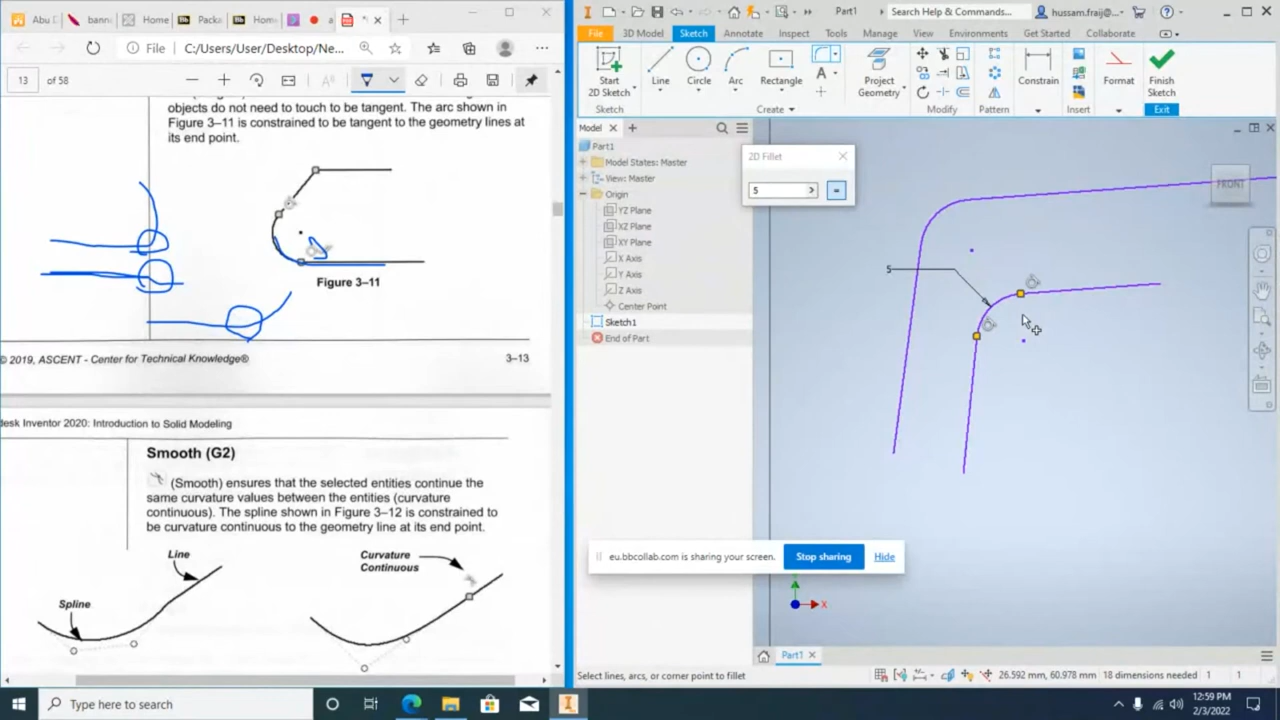 Abu D
bann
Home
Packa
Hom
a
Part1
Search Help & Commands...
hussam.fraij@...
File
C:/Users/User/Desktop/Ne...
File
3D Model
Sketch
Annotate
Inspect
Tools
Manage
View
Environments
Get Started
Collaborate
13
of 58
Start
2D Sketch
Line
Circle
Arc
Rectangle
A
Project
Geometry
Constrain
Format
Finish
Sketch
Sketch
Create
Modify
Pattern
Insert
Exit
objects do not need to touch to be tangent. The arc shown in
Figure 3–11 is constrained to be tangent to the geometry lines at
its end point.
Figure 3–11
© 2019, ASCENT - Center for Technical Knowledge®
3–13
desk Inventor 2020: Introduction to Solid Modeling
Smooth (G2)
(Smooth) ensures that the selected entities continue the
same curvature values between the entities (curvature
continuous). The spline shown in Figure 3–12 is constrained to
be curvature continuous to the geometry line at its end point.
Line
Spline
Curvature
Continuous
Model
Part1
Model States: Master
View: Master
Origin
YZ Plane
XZ Plane
XY Plane
X Axis
Y Axis
Z Axis
Center Point
Sketch1
End of Part
2D Fillet
5
=
FRONT
5
eu.bbcollab.com is sharing your screen.
Stop sharing
Hide
X
Part1
Select lines, arcs, or corner point to fillet
26.592 mm, 60.978 mm
18 dimensions needed
1
1
Type here to search
12:59 PM
2/3/2022